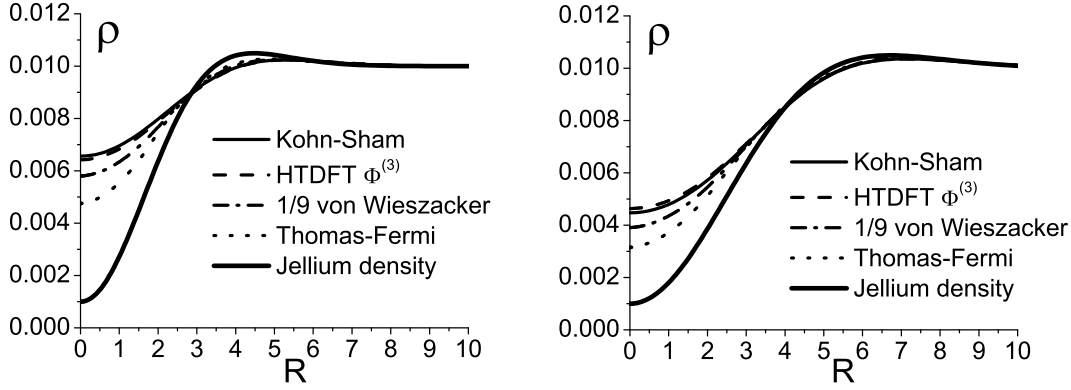 ρ
0.012
0.010
0.008
0.006
0.004
0.002
0.000
Kohn-Sham
HTDFT Φ(3)
1/9 von Wieszacker
Thomas-Fermi
Jellium density
0 1 2 3 4 5 6 7 8 9 10
R
ρ
0.012
0.010
0.008
0.006
0.004
0.002
0.000
Kohn-Sham
HTDFT Φ(3)
1/9 von Wieszacker
Thomas-Fermi
Jellium density
0 1 2 3 4 5 6 7 8 9 10
R